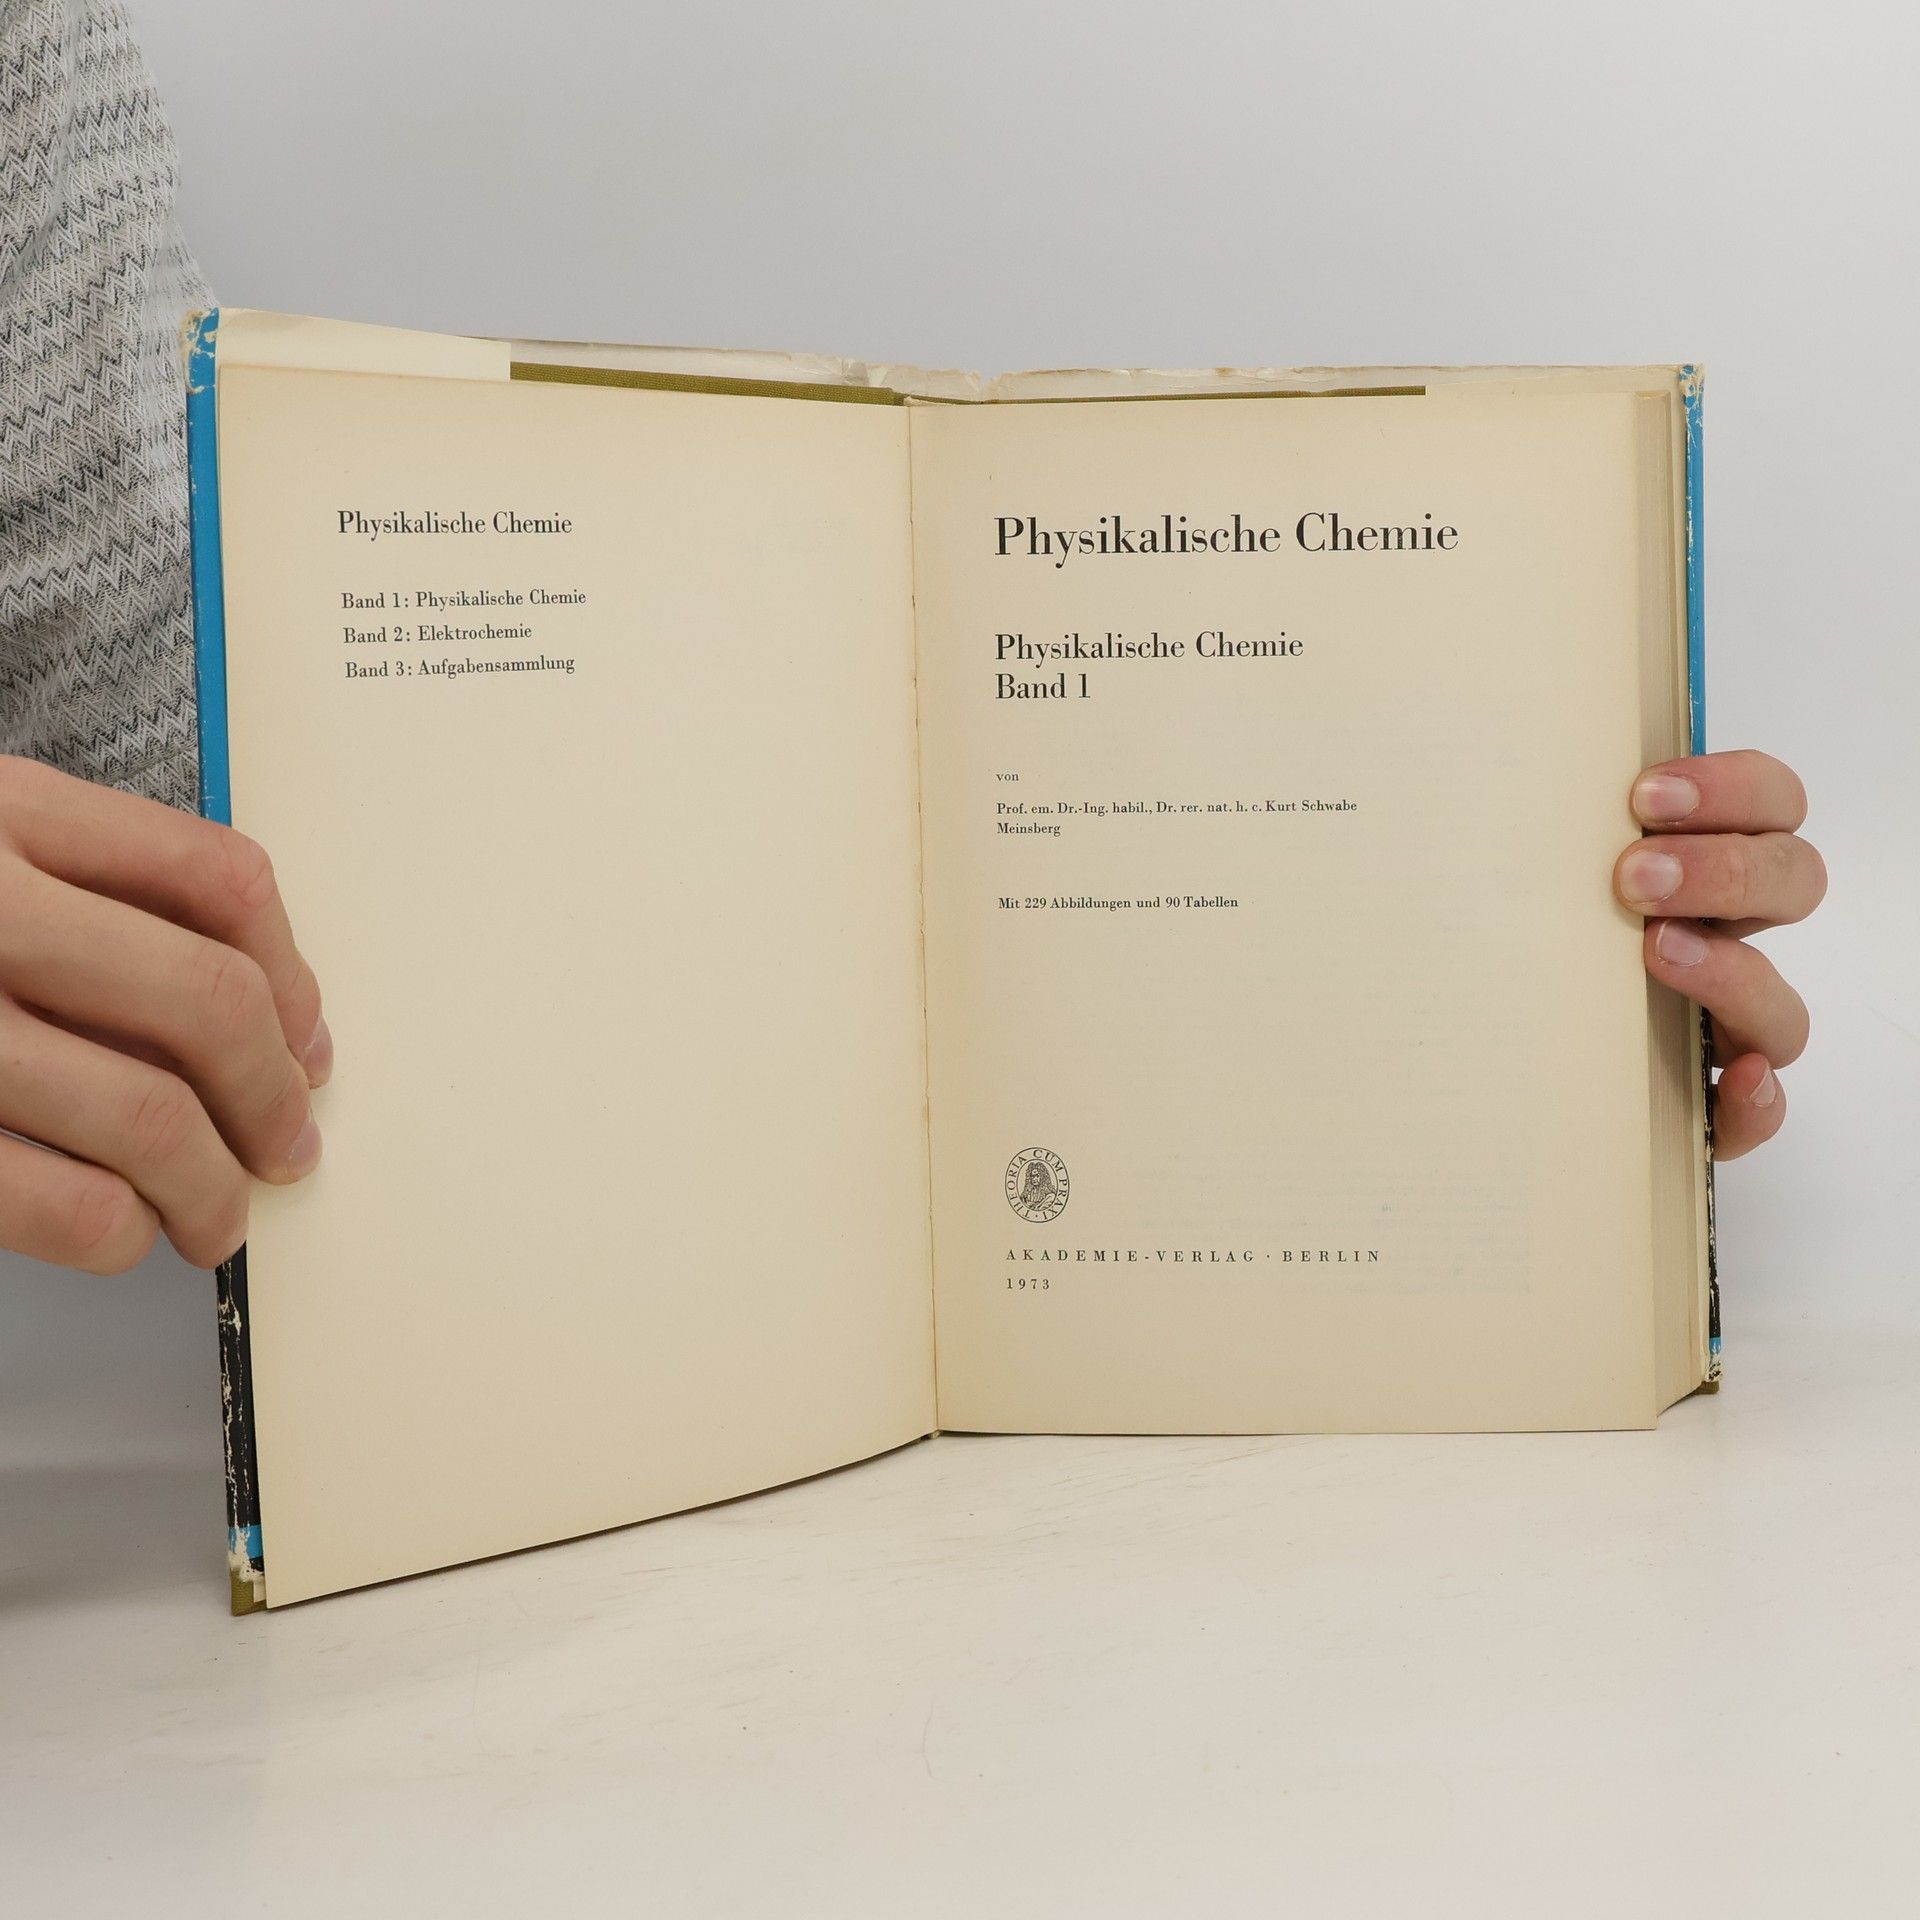 Physikalische Chemie
Band 1: Physikalische Chemie
Band 2: Elektrochemie
Band 3: Aufgabensammlung
Physikalische Chemie
Physikalische Chemie
Band 1
von
Prof. em. Dr.-Ing. habil., Dr. rer. nat. h. c. Kurt Schwabe
Meinsberg
Mit 229 Abbildungen und 90 Tabellen
THEORIA CUM PRAXI
AKADEMIE-VERLAG · BERLIN
1973